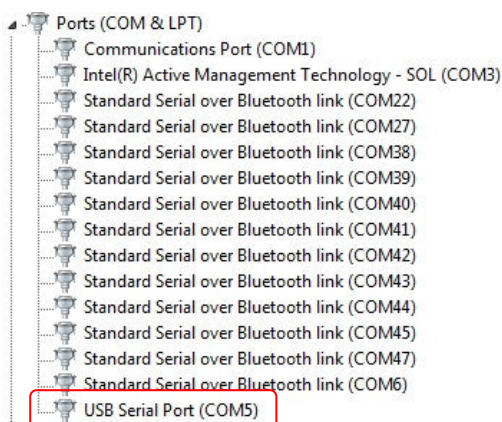 Ports (COM & LPT)
Communications Port (COM1)
Intel(R) Active Management Technology - SOL (COM3)
Standard Serial over Bluetooth link (COM22)
Standard Serial over Bluetooth link (COM27)
Standard Serial over Bluetooth link (COM38)
Standard Serial over Bluetooth link (COM39)
Standard Serial over Bluetooth link (COM40)
Standard Serial over Bluetooth link (COM41)
Standard Serial over Bluetooth link (COM42)
Standard Serial over Bluetooth link (COM43)
Standard Serial over Bluetooth link (COM44)
Standard Serial over Bluetooth link (COM45)
Standard Serial over Bluetooth link (COM47)
Standard Serial over Bluetooth link (COM6)
USB Serial Port (COM5)